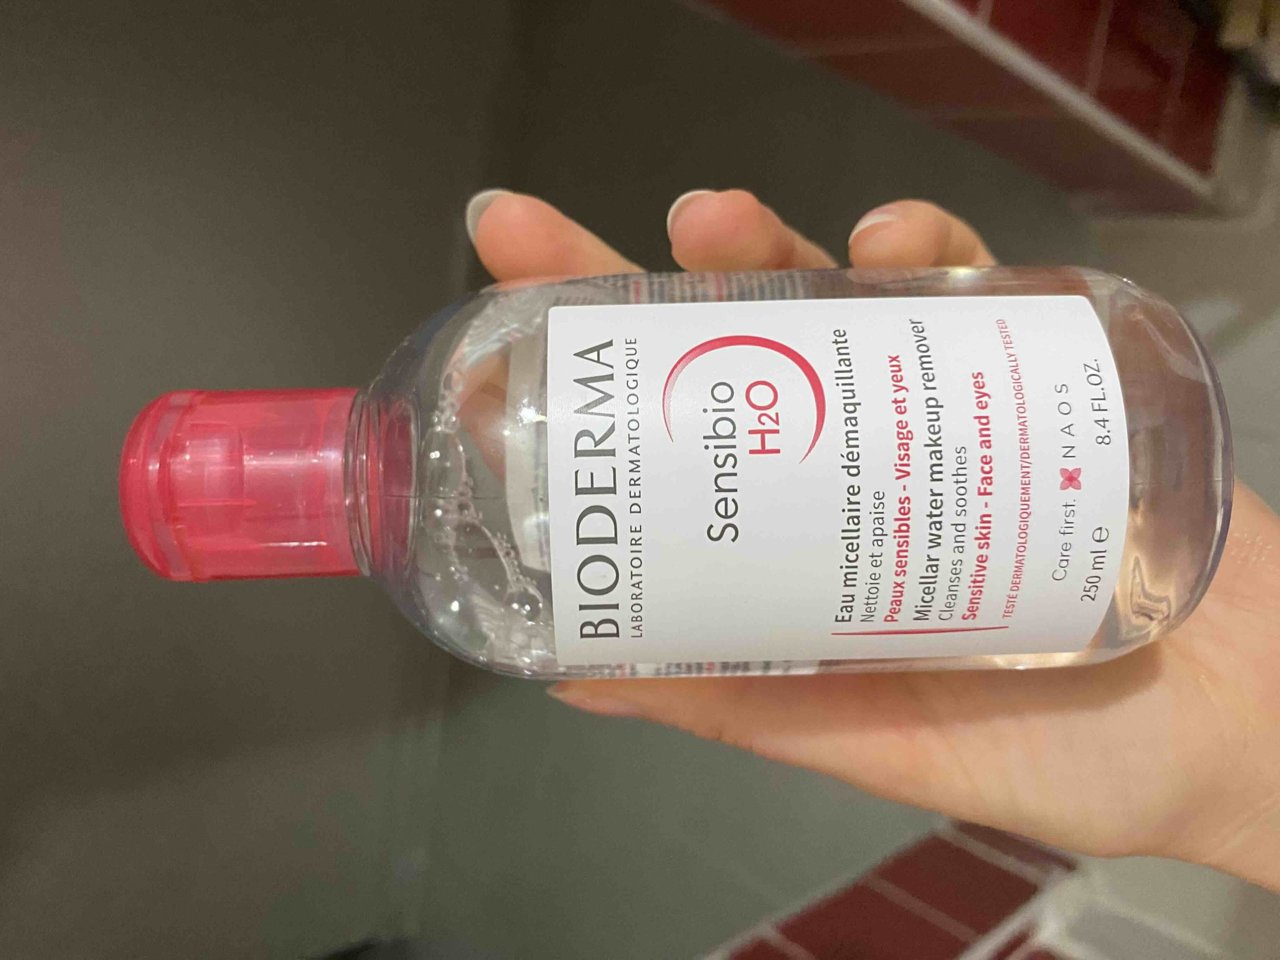 BIODERMA
LABORATOIRE DERMATOLOGIQUE
Sensibio
H2O
Eau micellaire démaquillante
Nettoie et apaise
Peaux sensibles - Visage et yeux
Micellar water makeup remover
Cleanses and soothes
Sensitive skin - Face and eyes
TESTÉ DERMATOLOGIQUEMENT/DERMATOLOGICALLY TESTED
Care first. NAOS
250 ml ℮ 8.4 FL.OZ.